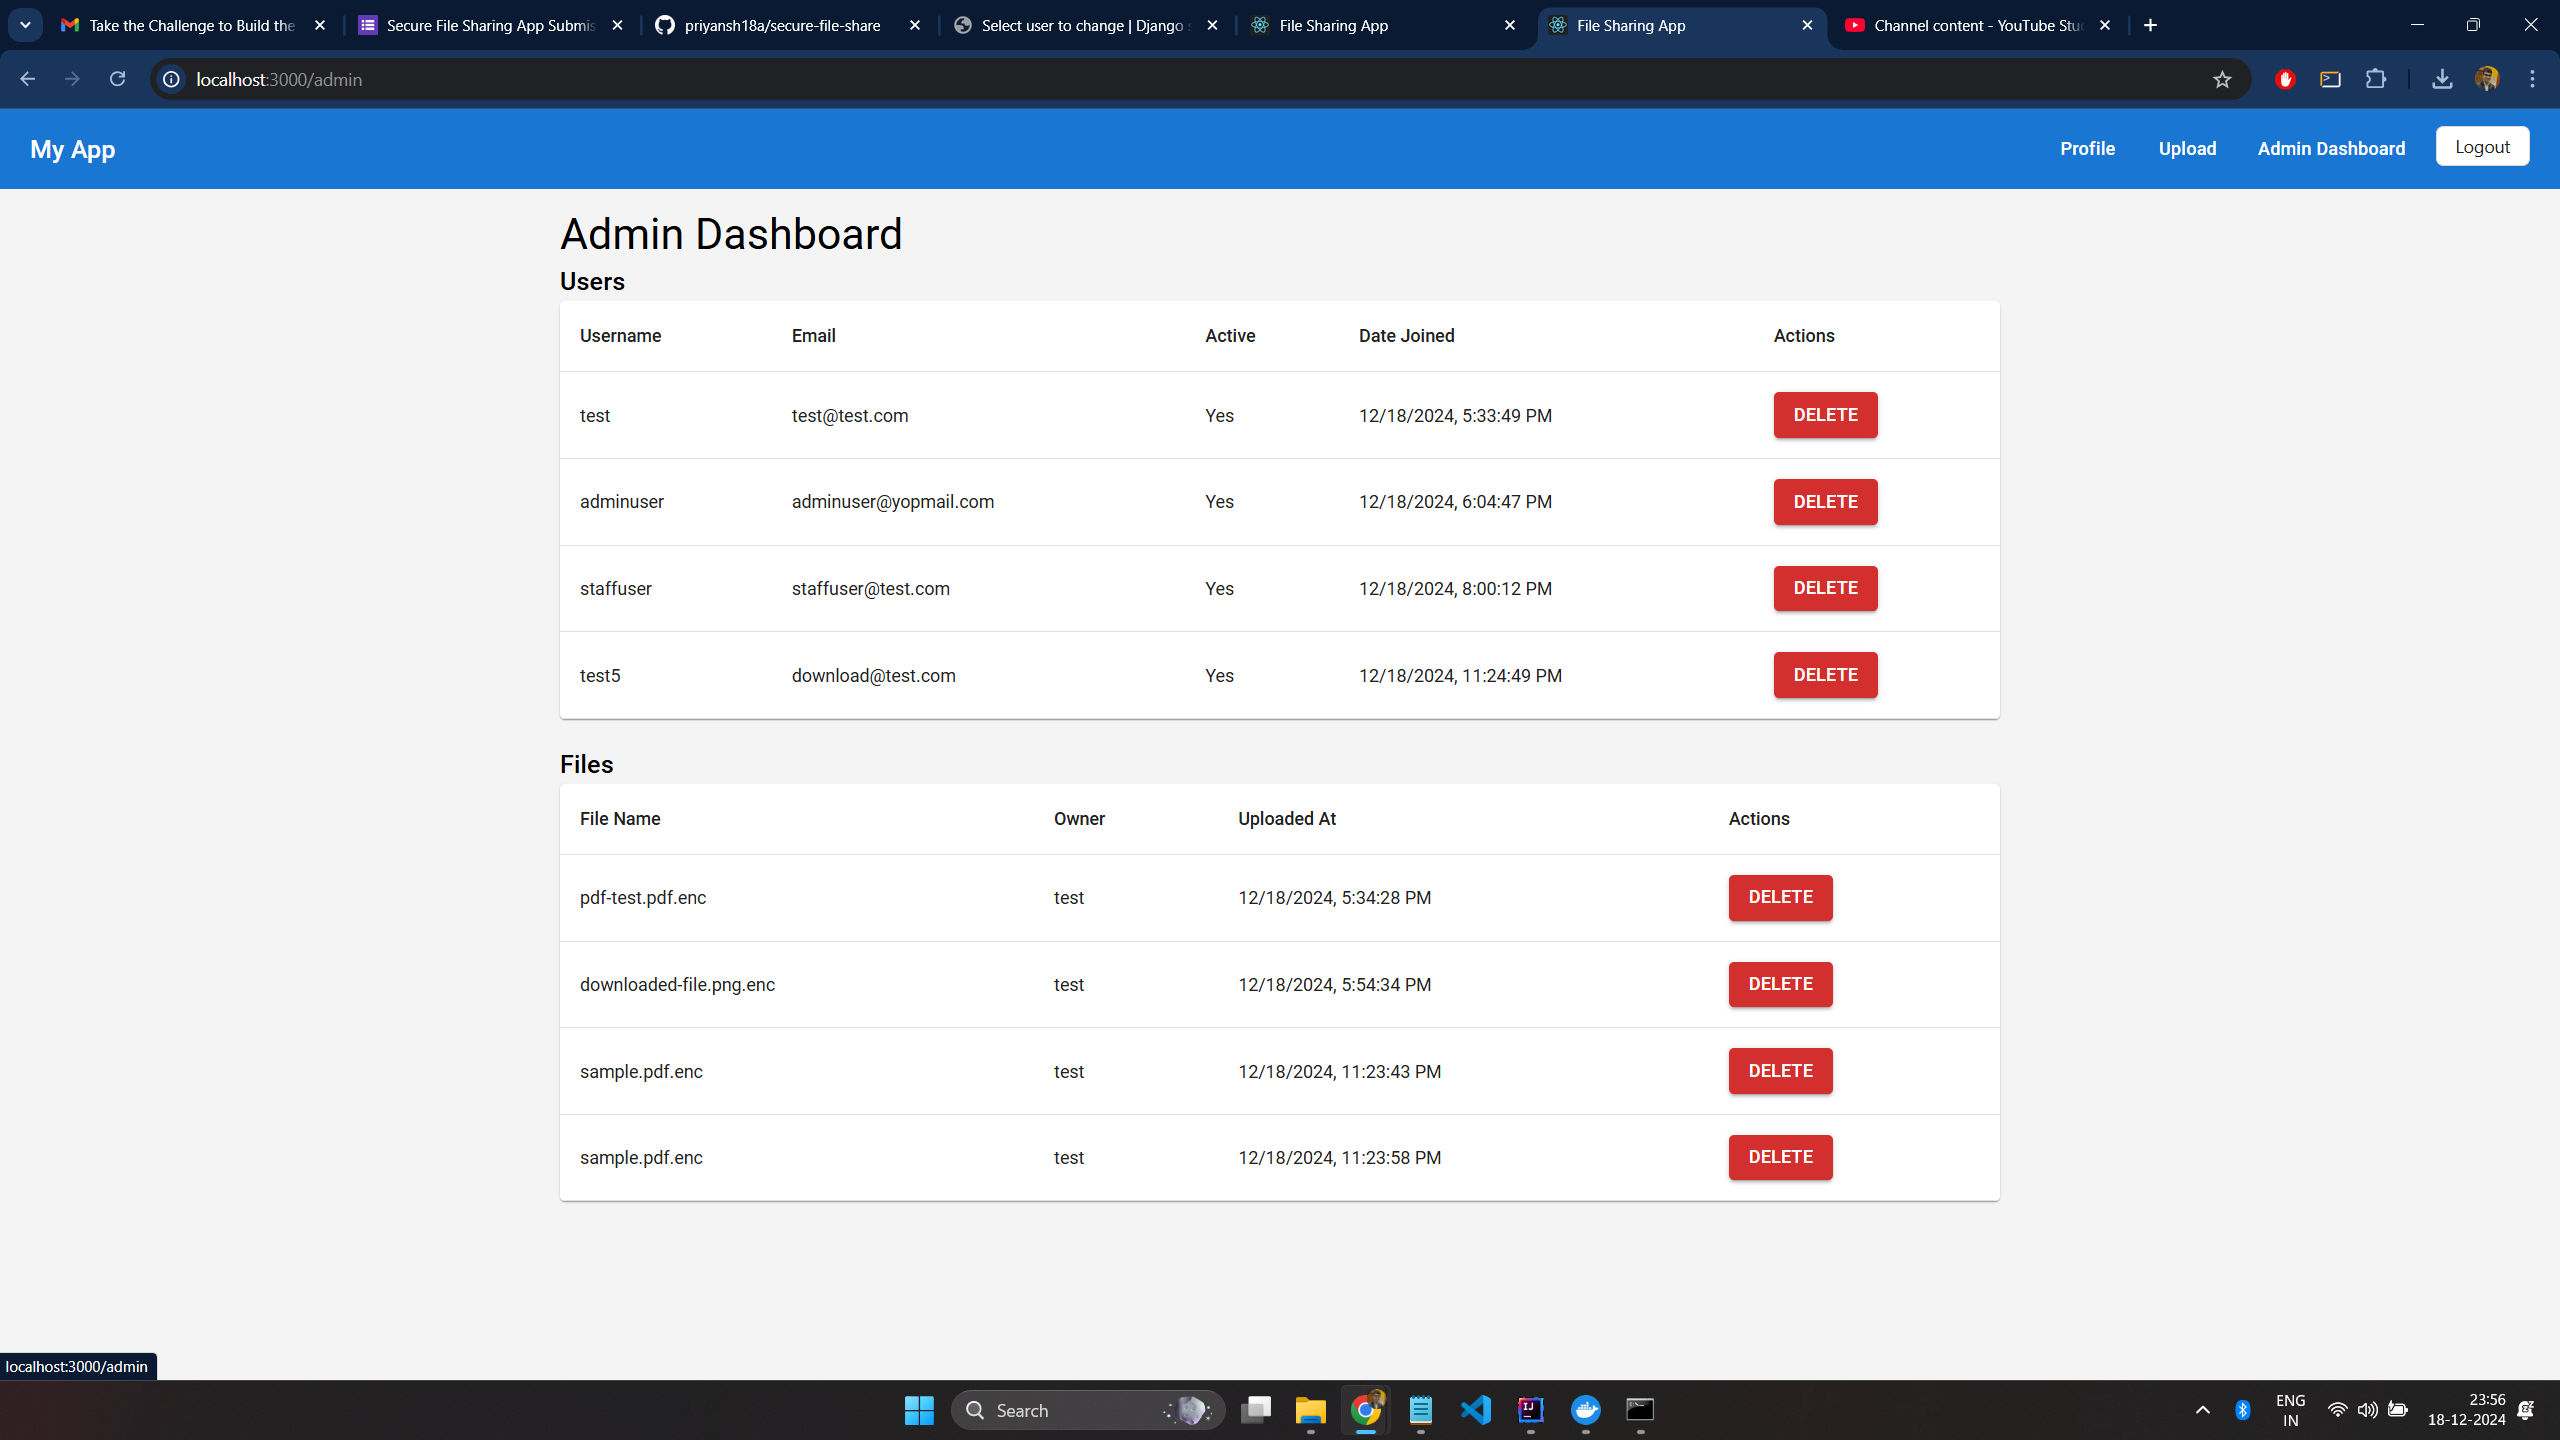 Take the Challenge to Build the
Secure File Sharing App Submis
priyansh18a/secure-file-share
Select user to change | Django s
File Sharing App
File Sharing App
Channel content - YouTube Stu
localhost:3000/admin
My App
Profile
Upload
Admin Dashboard
Logout
Admin Dashboard
Users
Username Email Active Date Joined Actions
test test@test.com Yes 12/18/2024, 5:33:49 PM DELETE
adminuser adminuser@yopmail.com Yes 12/18/2024, 6:04:47 PM DELETE
staffuser staffuser@test.com Yes 12/18/2024, 8:00:12 PM DELETE
test5 download@test.com Yes 12/18/2024, 11:24:49 PM DELETE
Files
File Name Owner Uploaded At Actions
pdf-test.pdf.enc test 12/18/2024, 5:34:28 PM DELETE
downloaded-file.png.enc test 12/18/2024, 5:54:34 PM DELETE
sample.pdf.enc test 12/18/2024, 11:23:43 PM DELETE
sample.pdf.enc test 12/18/2024, 11:23:58 PM DELETE
localhost:3000/admin
Search
ENG
IN
23:56
18-12-2024